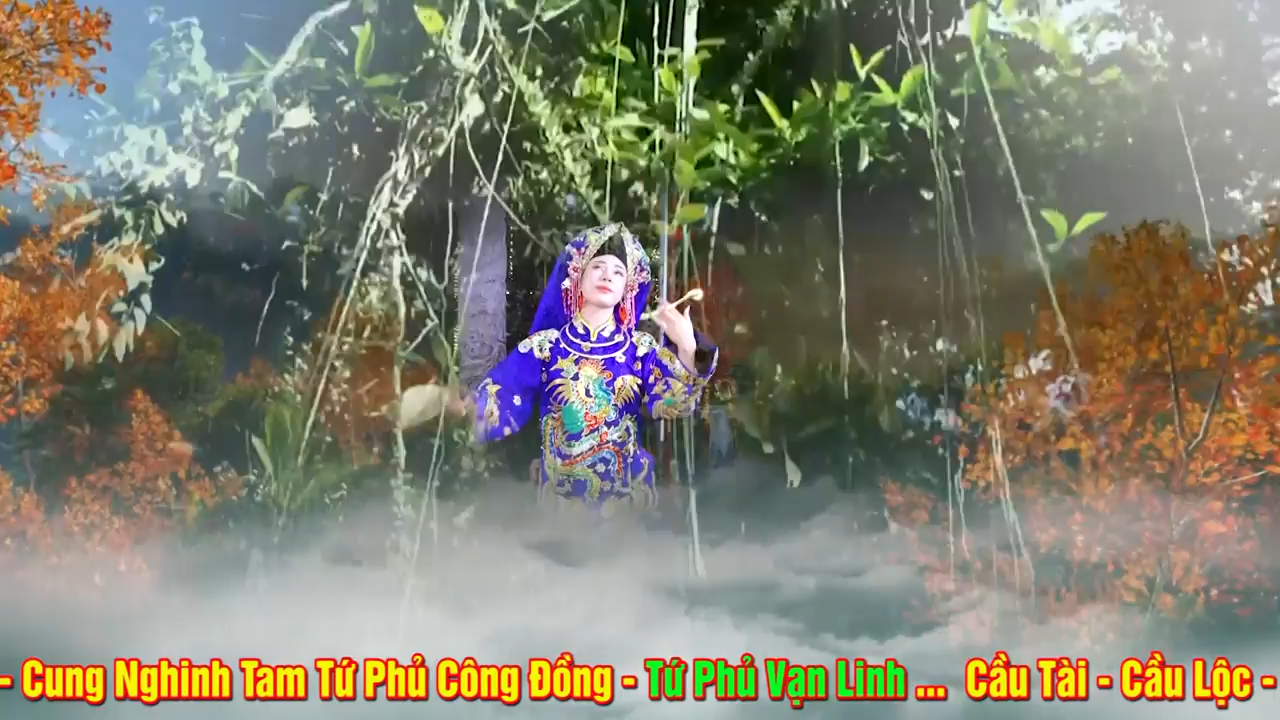 - Cung Nghinh Tam Tứ Phủ Công Đồng - Tứ Phủ Vạn Linh ... Cầu Tài - Cầu Lộc -